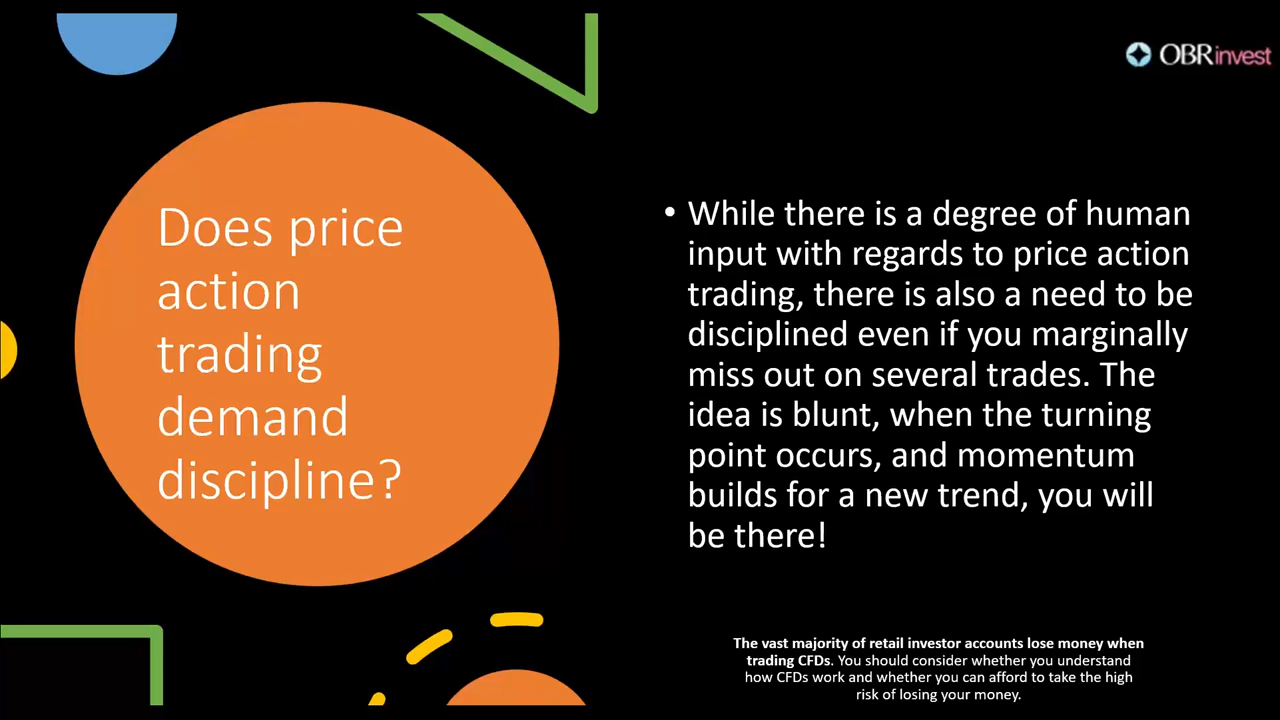 OBRinvest
Does price
action
trading
demand
discipline?
• While there is a degree of human
input with regards to price action
trading, there is also a need to be
disciplined even if you marginally
miss out on several trades. The
idea is blunt, when the turning
point occurs, and momentum
builds for a new trend, you will
be there!
The vast majority of retail investor accounts lose money when
trading CFDs. You should consider whether you understand
how CFDs work and whether you can afford to take the high
risk of losing your money.